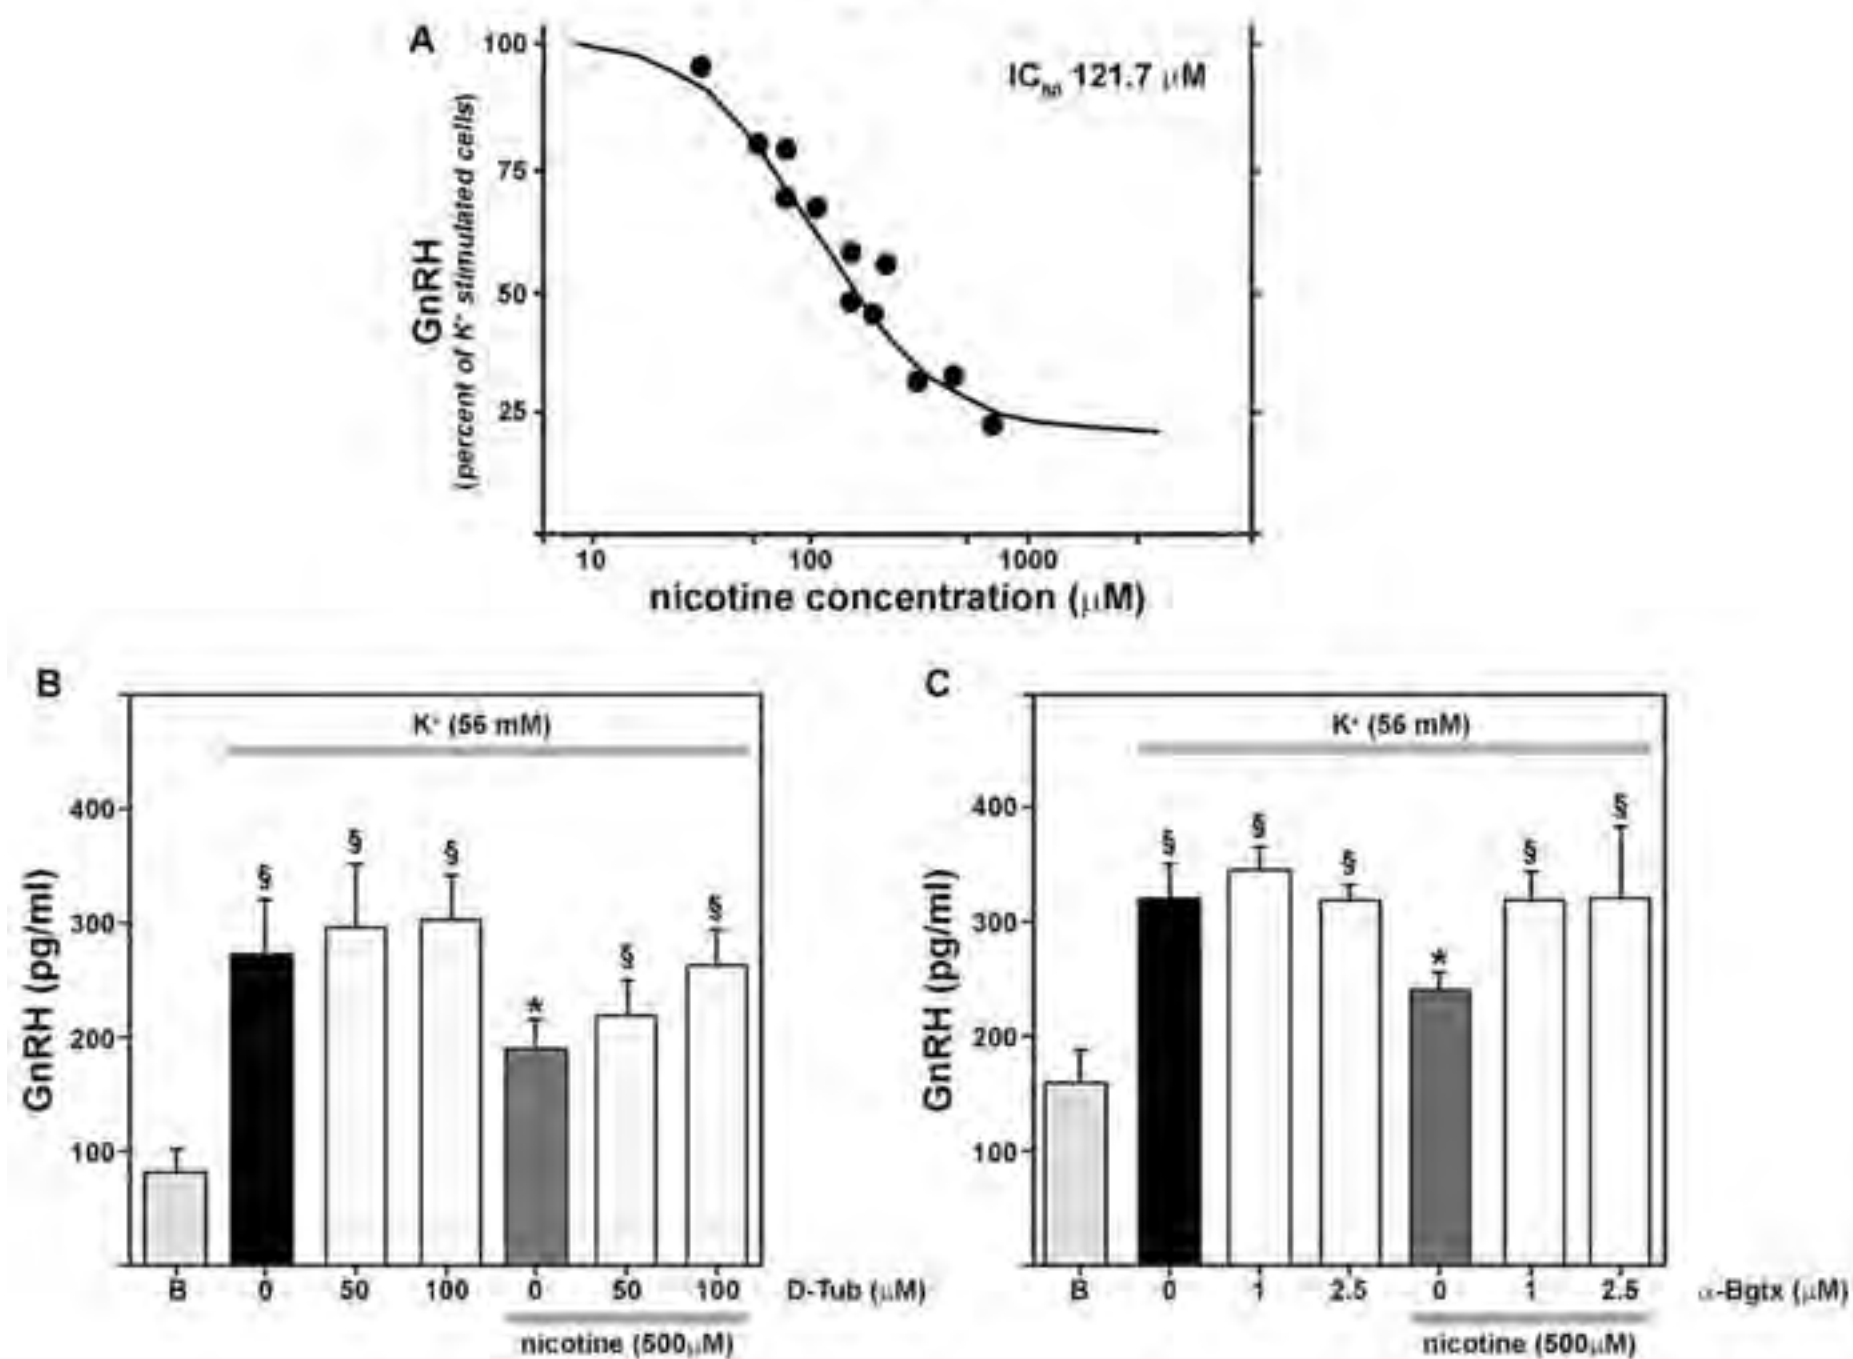 A
100
75
50
25
GnRH
(percent of K⁺ stimulated cells)
IC₅₀ 121.7 μM
10 100 1000
nicotine concentration (μM)
B
K⁺ (56 mM)
400
300
200
100
GnRH (pg/ml)
§ § § * § §
B 0 50 100 0 50 100 D-Tub (μM)
nicotine (500μM)
C
K⁺ (56 mM)
400
300
200
100
GnRH (pg/ml)
§ § § * § §
B 0 1 2.5 0 1 2.5 α-Bgtx (μM)
nicotine (500μM)